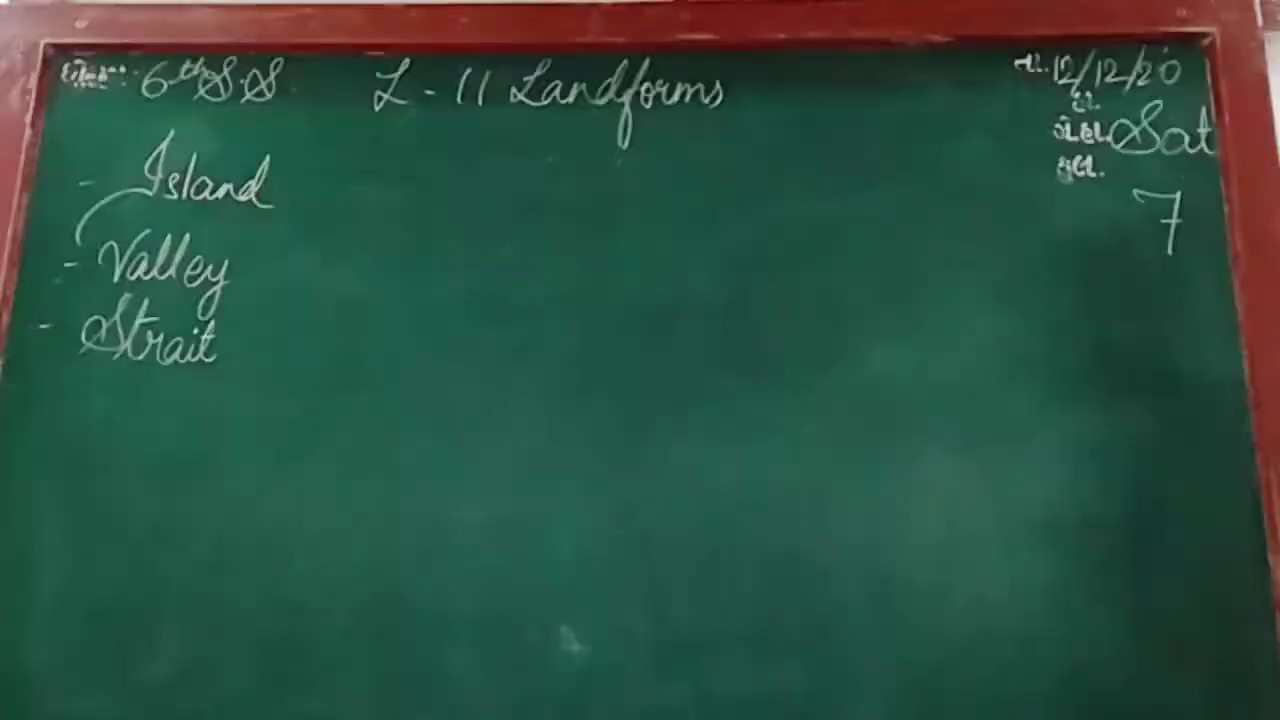 6th S.S. L-11 Landforms તા. 12/12/20
- Island Sat
- Valley 7
- Strait